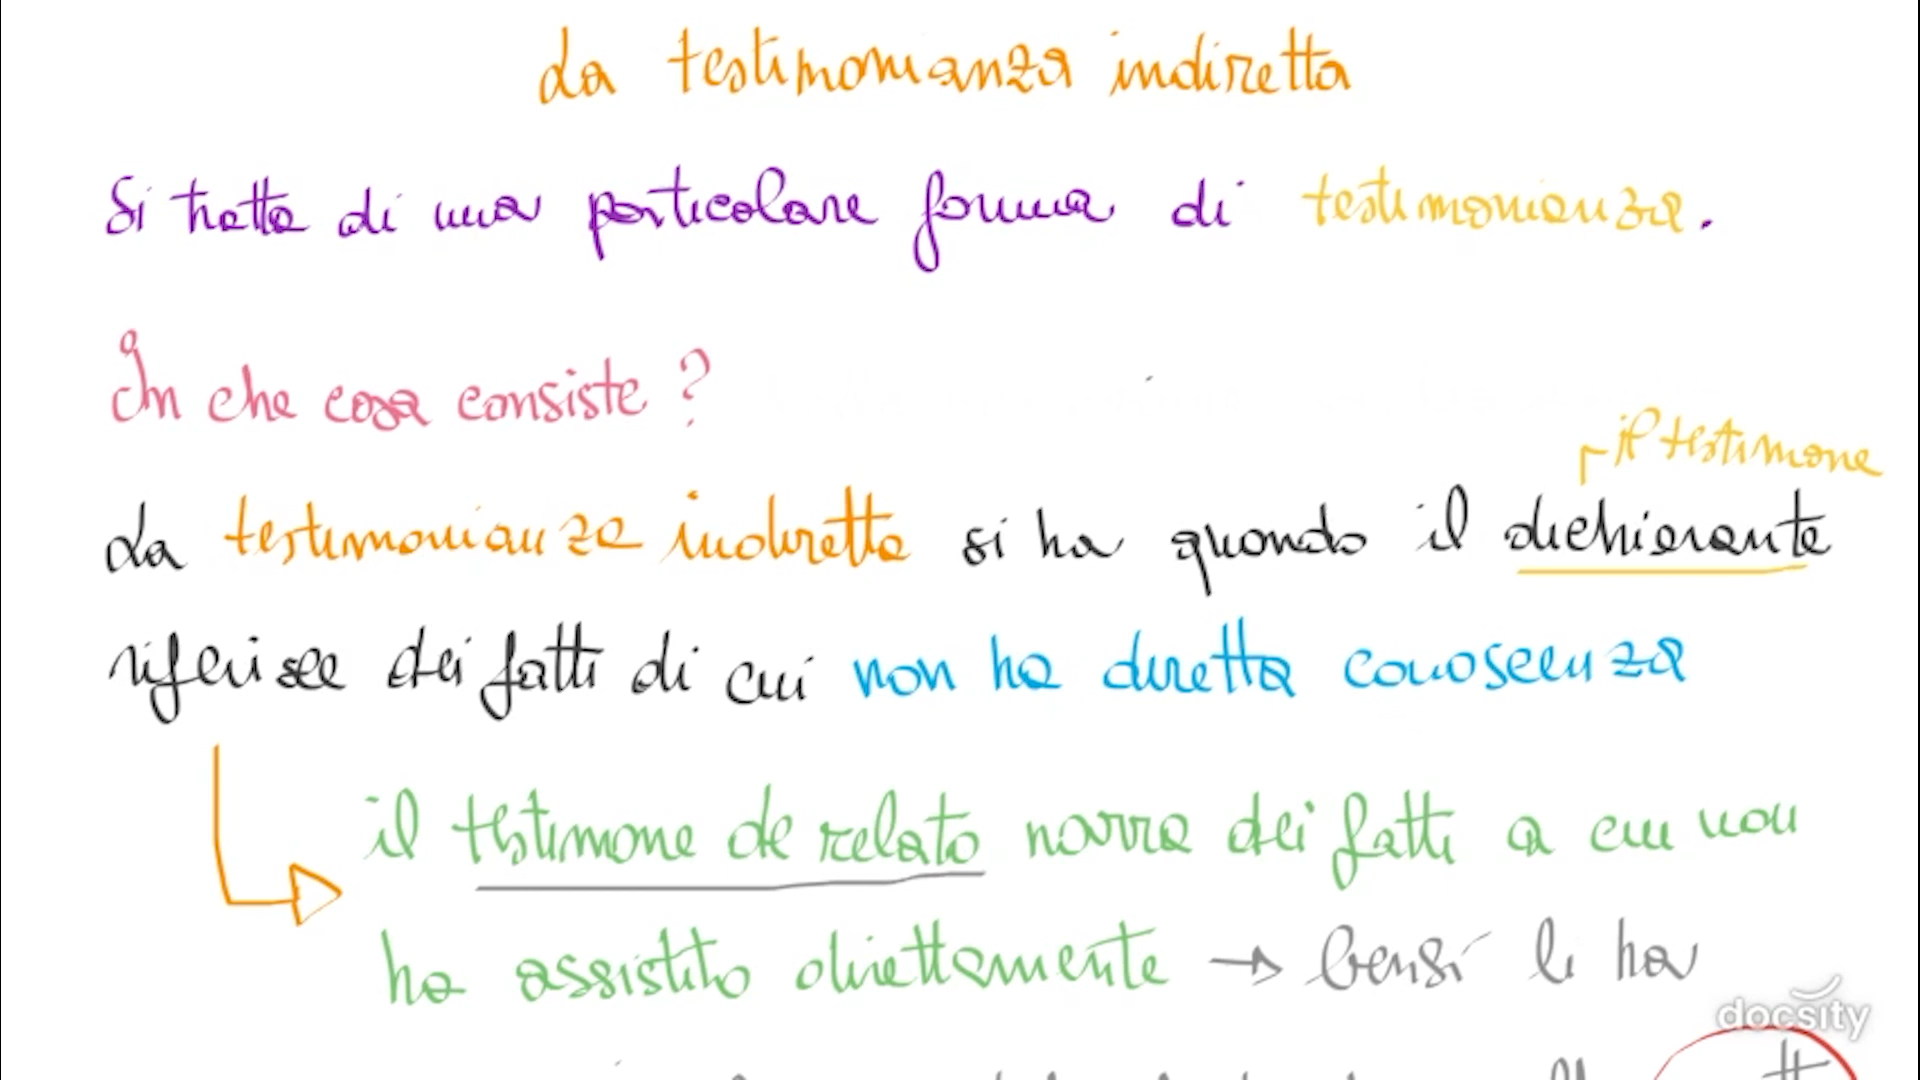 La testimonianza indiretta
Si tratta di una particolare forma di testimonianza.
In che cosa consiste?
il testimone
La testimonianza indiretta si ha quando il dichiarante
riferisce dei fatti di cui non ha diretta conoscenza
il testimone de relato narra dei fatti a cui non
ha assistito direttamente → bensì li ha
docsity